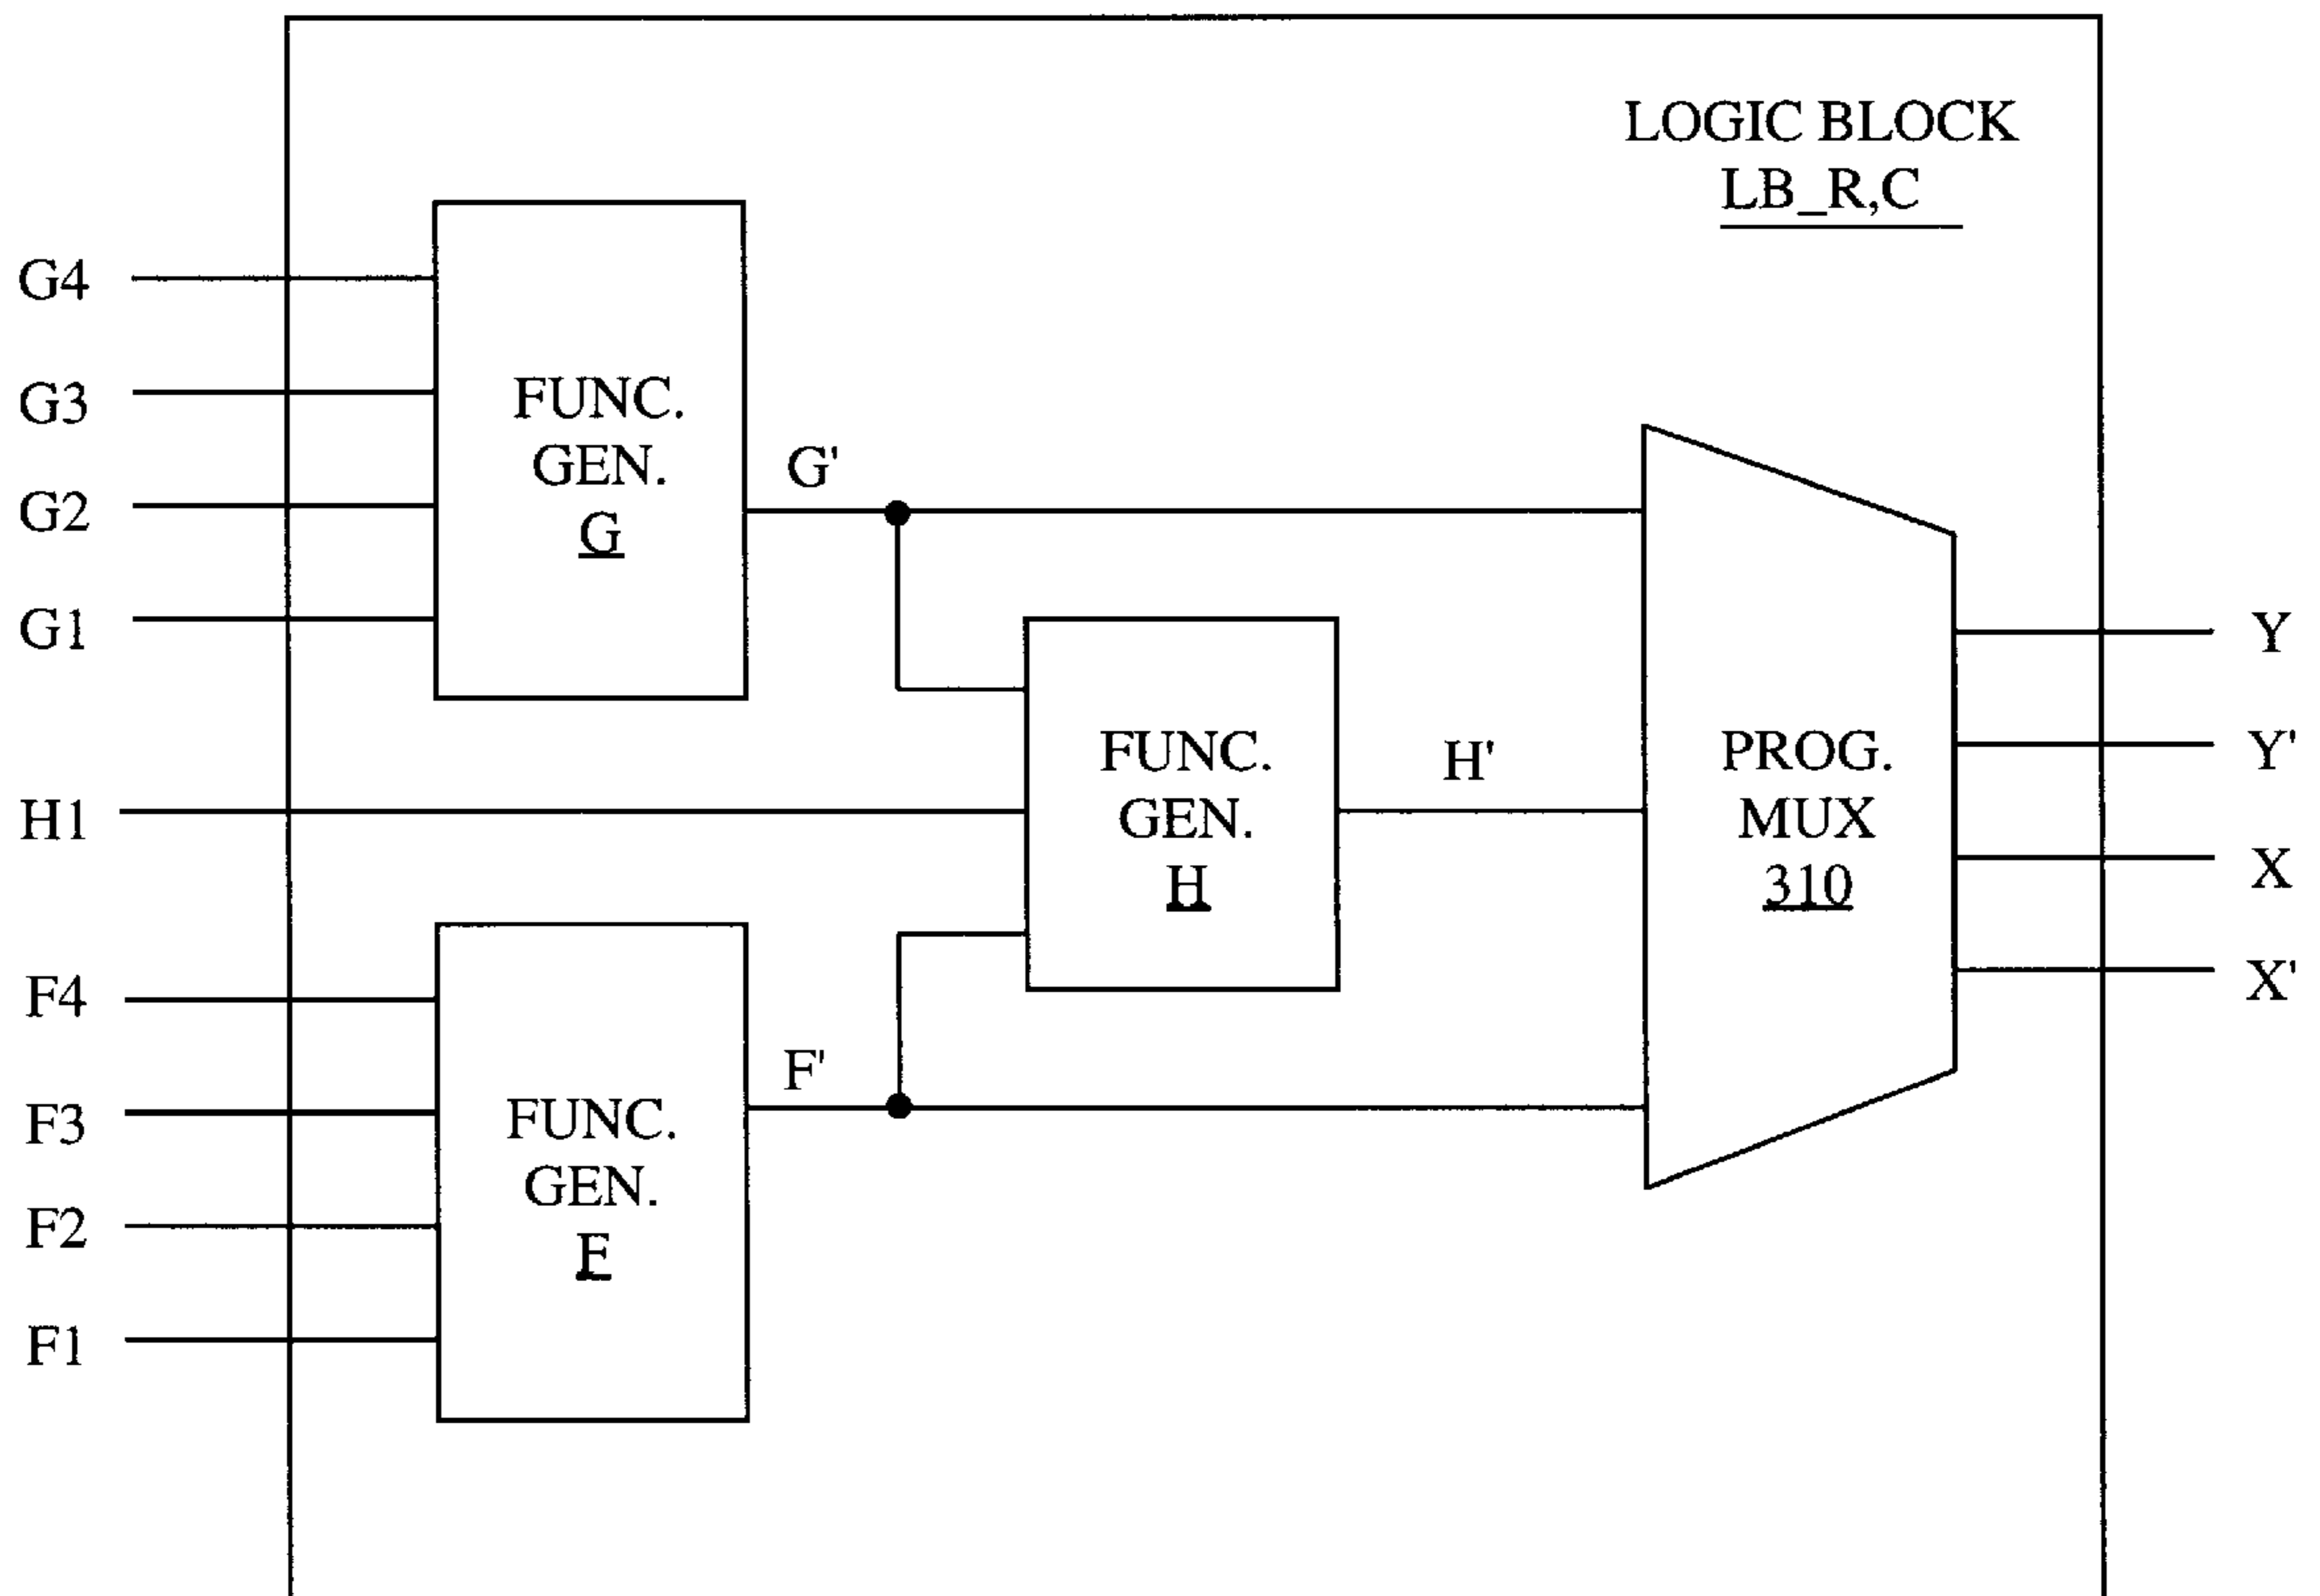 LOGIC BLOCK
LB_R,C
G4
G3
G2
G1
H1
F4
F3
F2
F1
FUNC.
GEN.
G
G'
FUNC.
GEN.
H
H'
FUNC.
GEN.
F
F'
PROG.
MUX
310
Y
Y'
X
X'